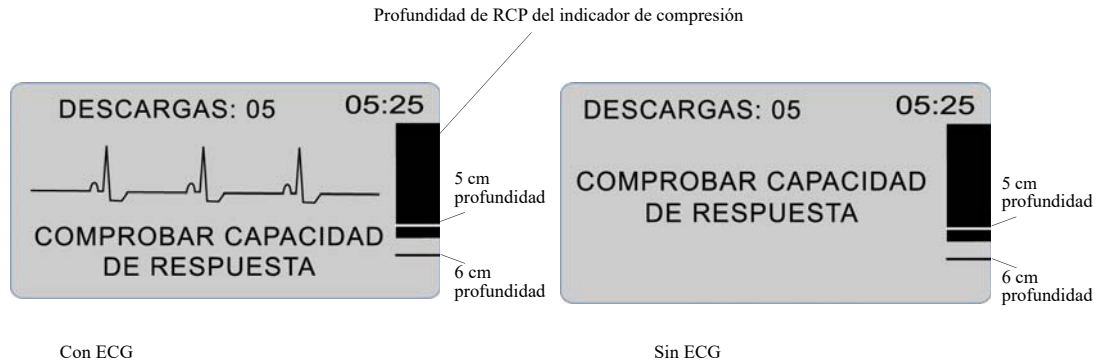 Profundidad de RCP del indicador de compresión
DESCARGAS: 05 05:25
COMPROBAR CAPACIDAD
DE RESPUESTA
5 cm
profundidad
6 cm
profundidad
DESCARGAS: 05 05:25
COMPROBAR CAPACIDAD
DE RESPUESTA
5 cm
profundidad
6 cm
profundidad
Con ECG
Sin ECG